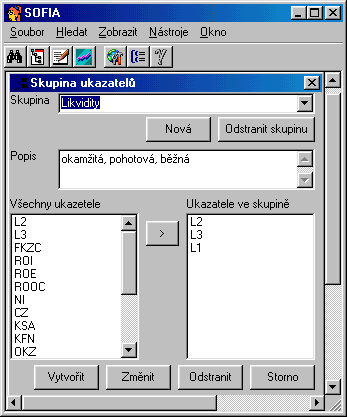 SOFIA
Soubor Hledat Zobrazit Nástroje Okno
Skupina ukazatelů
Skupina Likvidity
Nová Odstranit skupinu
Popis okamžitá, pohotová, běžná
Všechny ukazetele Ukazatele ve skupině
L2
L3
FKZC
ROI
ROE
ROOC
NI
CZ
KSA
KFN
OKZ
>
L2
L3
L1
Vytvořit Změnit Odstranit Storno